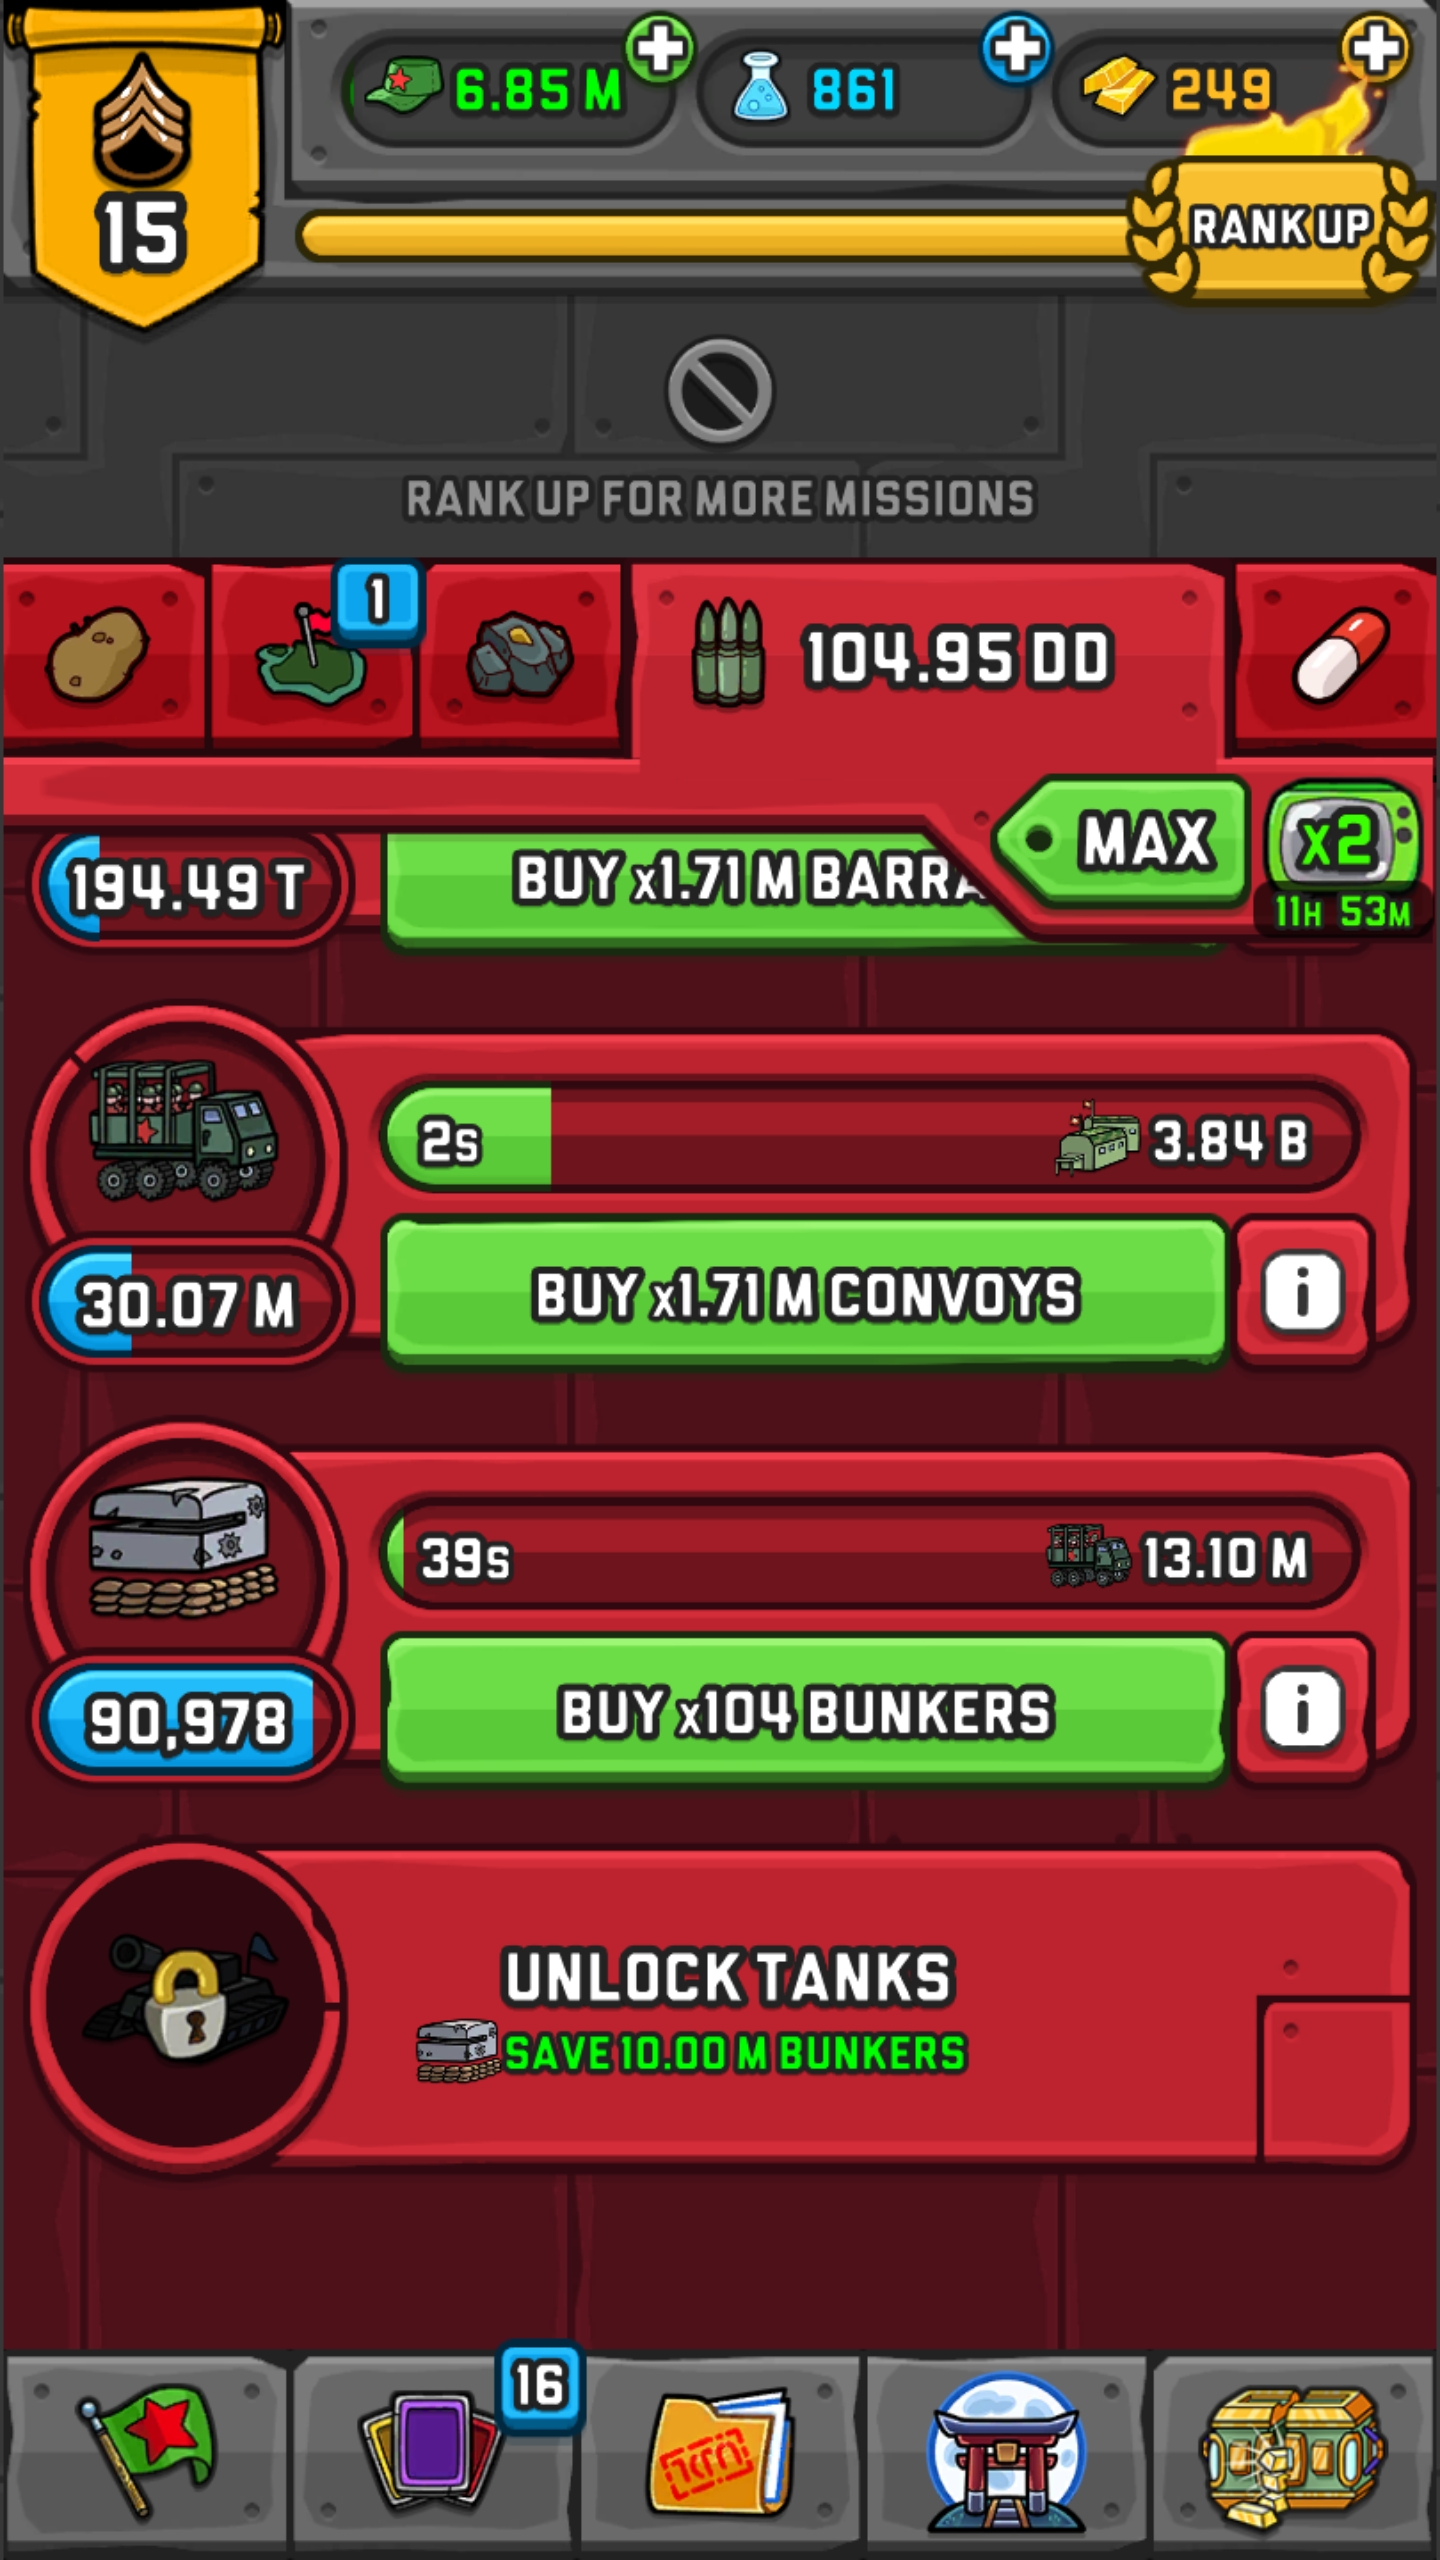 15
6.85 M
861
249
RANK UP
RANK UP FOR MORE MISSIONS
1
104.95 DD
MAX
x2
11H 53M
194.49 T
BUY x1.71 M
2s
3.84 B
30.07 M
BUY x1.71 M CONVOYS
i
39s
13.10 M
90,978
BUY x104 BUNKERS
i
UNLOCK TANKS
SAVE 10.00 M BUNKERS
16